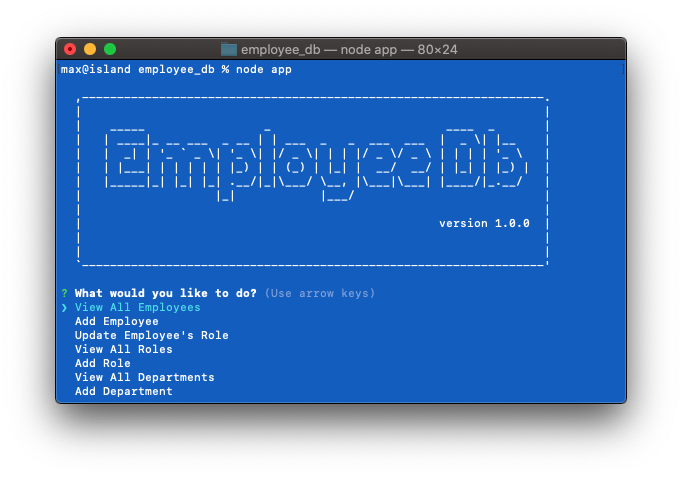 employee_db — node app — 80×24
max@island employee_db % node app
EmployeeDb
version 1.0.0
? What would you like to do? (Use arrow keys)
❯ View All Employees
Add Employee
Update Employee's Role
View All Roles
Add Role
View All Departments
Add Department